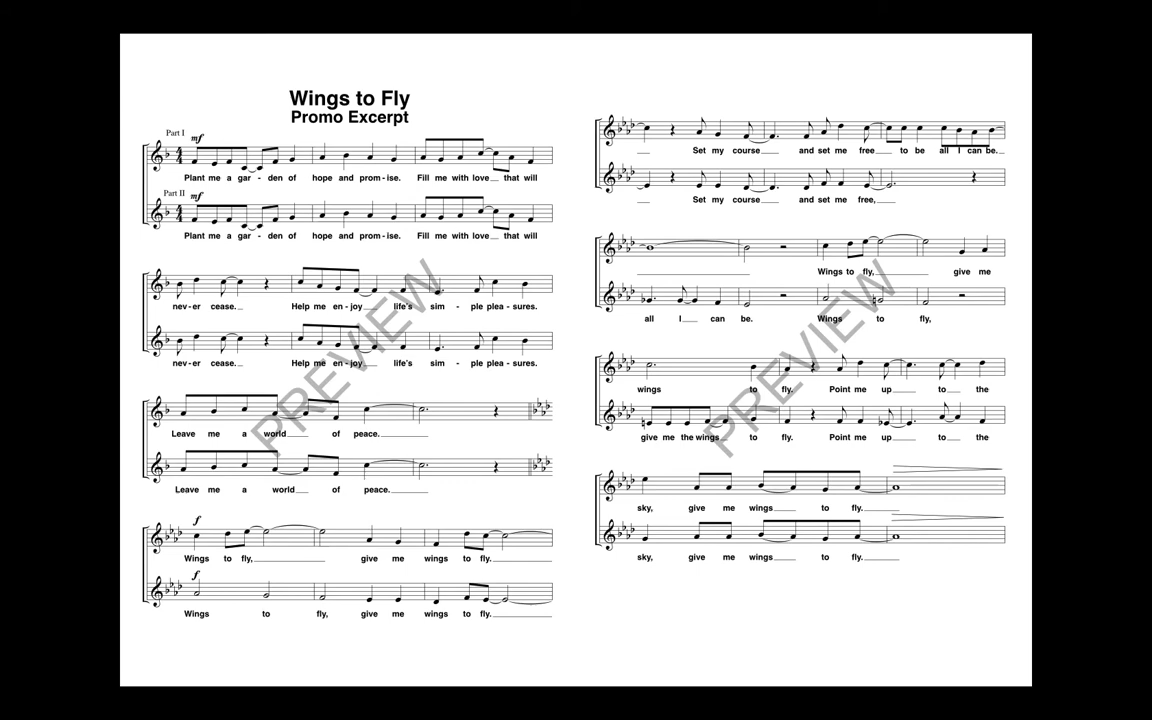 Wings to Fly
Promo Excerpt
Part I
mf
Plant me a gar - den of hope and prom - ise. Fill me with love that will
Part II
mf
Plant me a gar - den of hope and prom - ise. Fill me with love that will
nev - er cease. Help me en - joy life's sim - ple plea - sures.
nev - er cease. Help me en - joy life's sim - ple plea - sures.
Leave me a world of peace.
Leave me a world of peace.
f
Wings to fly, give me wings to fly.
f
Wings to fly, give me wings to fly.
PREVIEW
Set my course and set me free to be all I can be.
Set my course and set me free,
Wings to fly, give me
all I can be. Wings to fly,
wings to fly. Point me up to the
give me the wings to fly. Point me up to the
sky, give me wings to fly.
sky, give me wings to fly.
PREVIEW